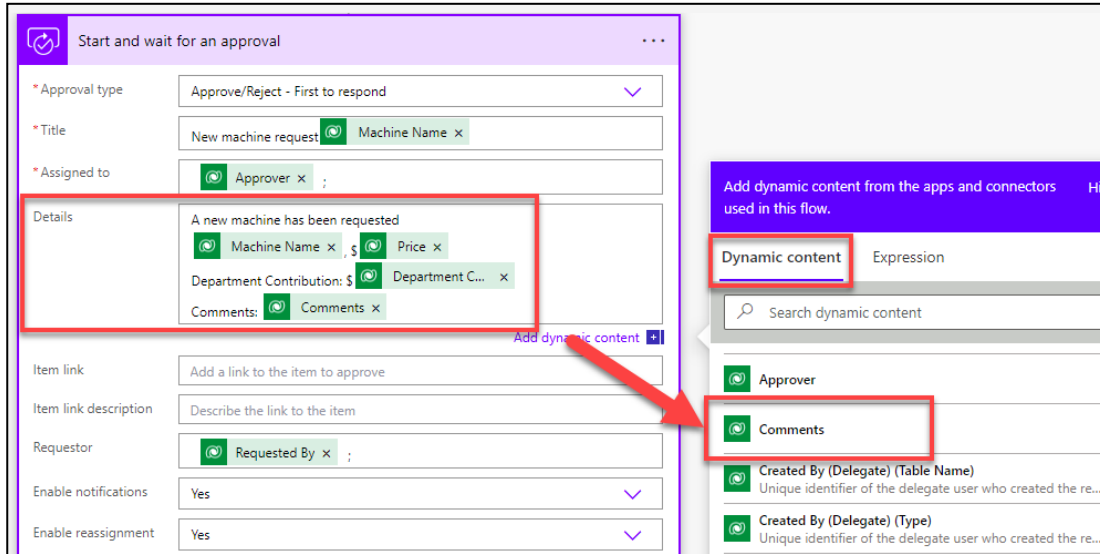 Start and wait for an approval
* Approval type
Approve/Reject - First to respond
* Title
New machine request Machine Name ×
* Assigned to
Approver × ;
Details
A new machine has been requested
Machine Name × , $ Price ×
Department Contribution: $ Department C... ×
Comments: Comments ×
Add dynamic content
Item link
Add a link to the item to approve
Item link description
Describe the link to the item
Requestor
Requested By × ;
Enable notifications
Yes
Enable reassignment
Yes
Add dynamic content from the apps and connectors
used in this flow.
Dynamic content
Expression
Search dynamic content
Approver
Comments
Created By (Delegate) (Table Name)
Unique identifier of the delegate user who created the re...
Created By (Delegate) (Type)
Unique identifier of the delegate user who created the re...